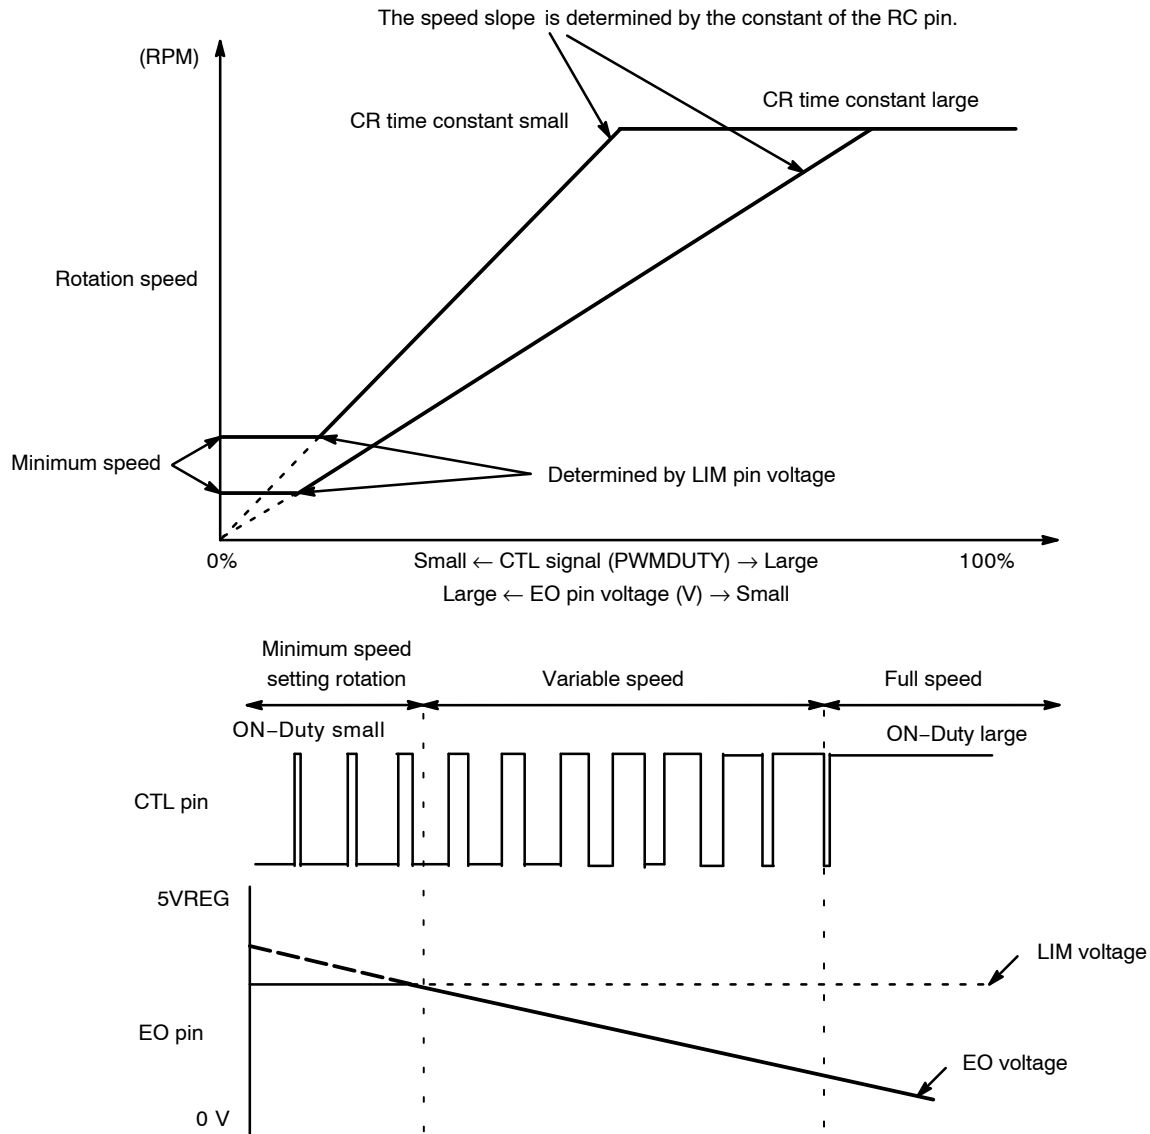 The speed slope is determined by the constant of the RC pin.
(RPM)
CR time constant large
CR time constant small
Rotation speed
Minimum speed
Determined by LIM pin voltage
0%
Small ← CTL signal (PWMDUTY) → Large
100%
Large ← EO pin voltage (V) → Small
Minimum speed
setting rotation
Variable speed
Full speed
ON−Duty small
ON−Duty large
CTL pin
5VREG
LIM voltage
EO pin
EO voltage
0 V